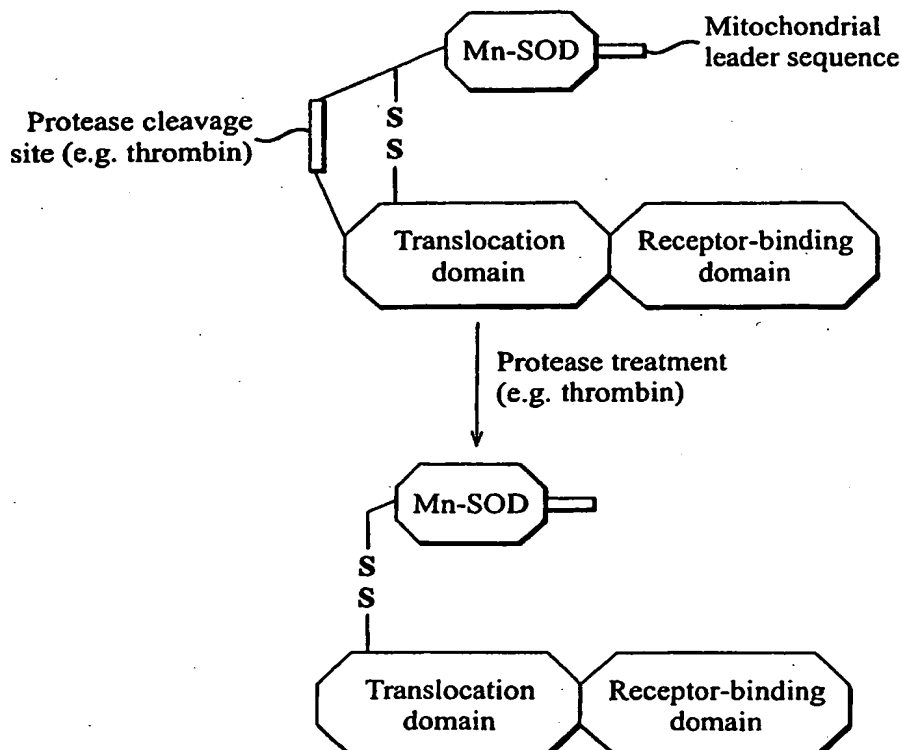 Mn-SOD
Mitochondrial
leader sequence
Protease cleavage
site (e.g. thrombin)
S
S
Translocation
domain
Receptor-binding
domain
Protease treatment
(e.g. thrombin)
Mn-SOD
S
S
Translocation
domain
Receptor-binding
domain